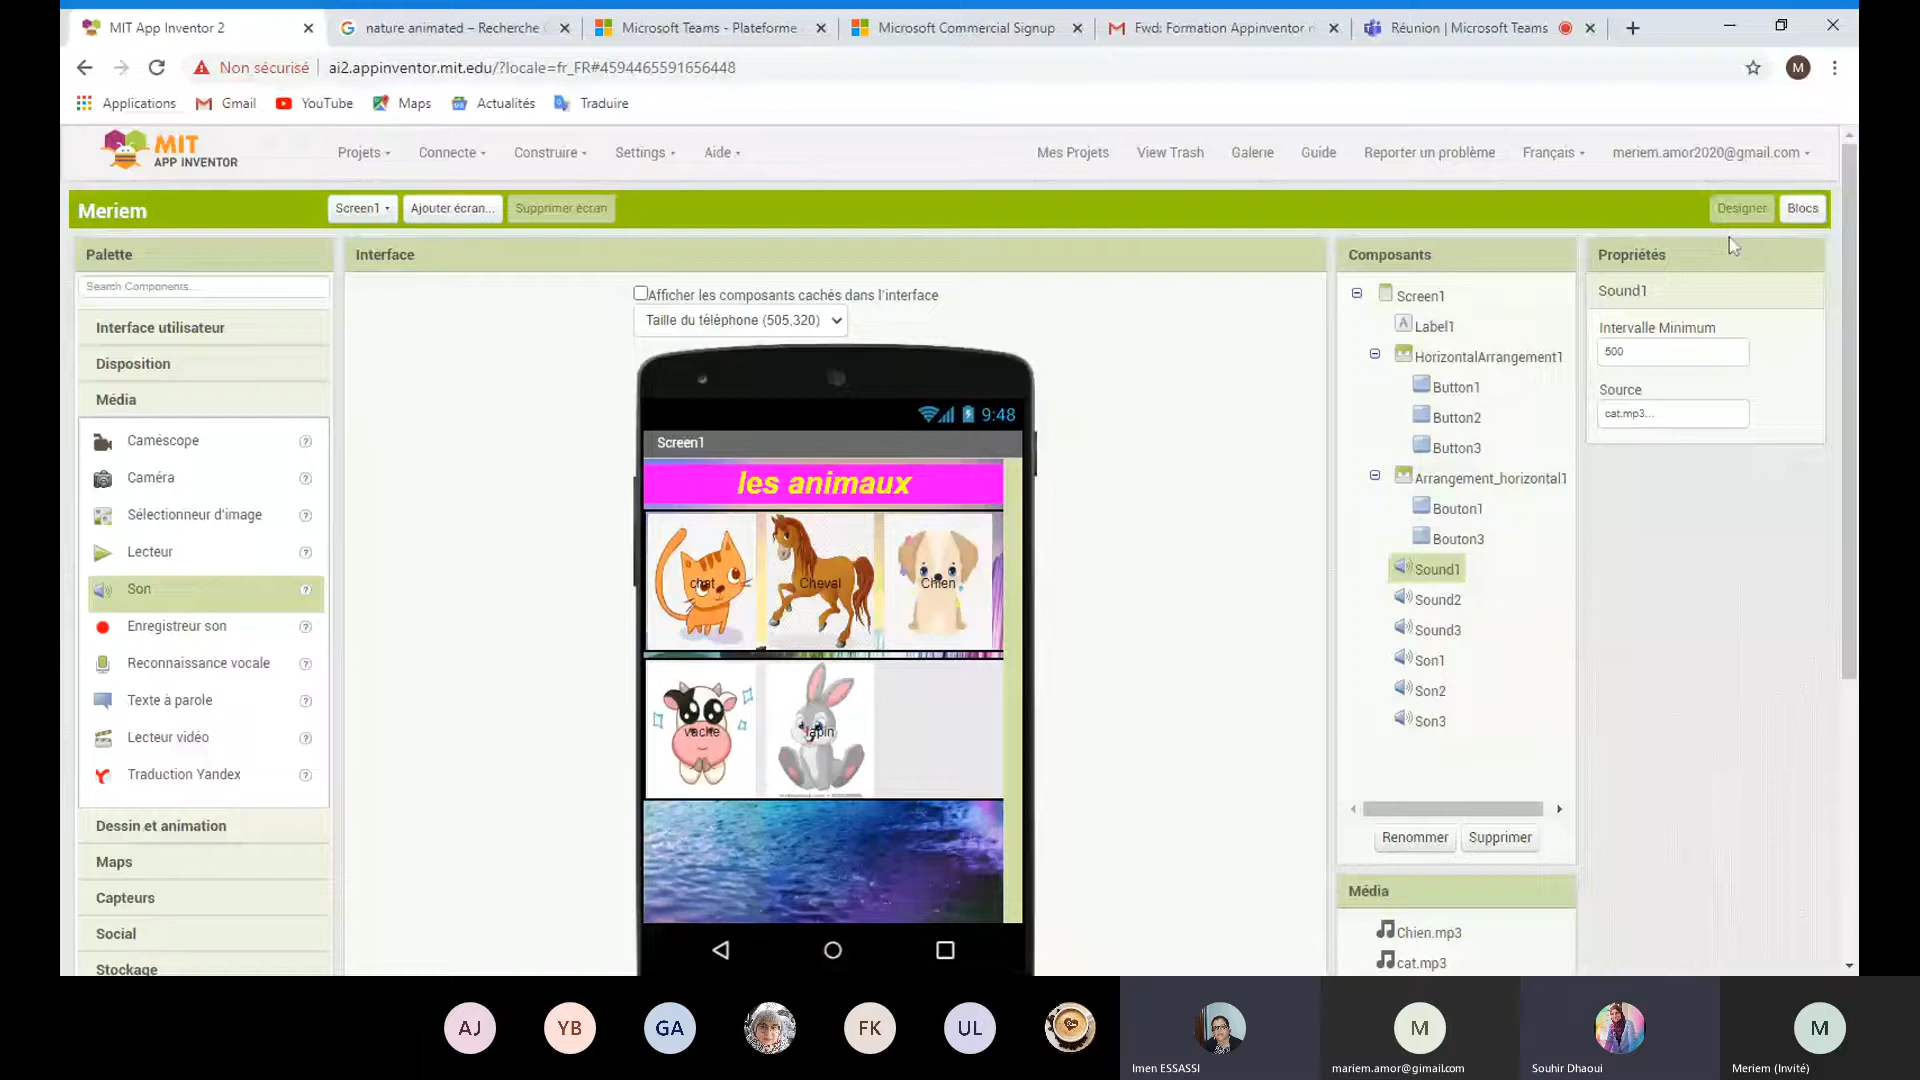 MIT App Inventor 2
nature animated – Recherche
Microsoft Teams - Plateforme
Microsoft Commercial Signup
Fwd: Formation Appinventor
Réunion | Microsoft Teams
Non sécurisé
ai2.appinventor.mit.edu/?locale=fr_FR#4594465591656448
M
Applications
Gmail
YouTube
Maps
Actualités
Traduire
MIT
APP INVENTOR
Projets
Connecte
Construire
Settings
Aide
Mes Projets
View Trash
Galerie
Guide
Reporter un problème
Français
meriem.amor2020@gmail.com
Meriem
Screen1
Ajouter écran...
Supprimer écran
Designer
Blocs
Palette
Search Components...
Interface utilisateur
Disposition
Média
Caméscope
?
Caméra
?
Sélectionneur d'image
?
Lecteur
?
Son
?
Enregistreur son
?
Reconnaissance vocale
?
Texte à parole
?
Lecteur vidéo
?
Traduction Yandex
?
Dessin et animation
Maps
Capteurs
Social
Stockage
Interface
Afficher les composants cachés dans l'interface
Taille du téléphone (505,320)
9:48
Screen1
les animaux
chat
Cheval
Chien
vache
lapin
Composants
Screen1
A
Label1
HorizontalArrangement1
Button1
Button2
Button3
Arrangement_horizontal1
Bouton1
Bouton3
Sound1
Sound2
Sound3
Son1
Son2
Son3
Renommer
Supprimer
Média
Chien.mp3
cat.mp3
Propriétés
Sound1
Intervalle Minimum
500
Source
cat.mp3...
AJ
YB
GA
FK
UL
M
M
Imen ESSASSI
mariem.amor@gimail.com
Souhir Dhaoui
Meriem (Invité)